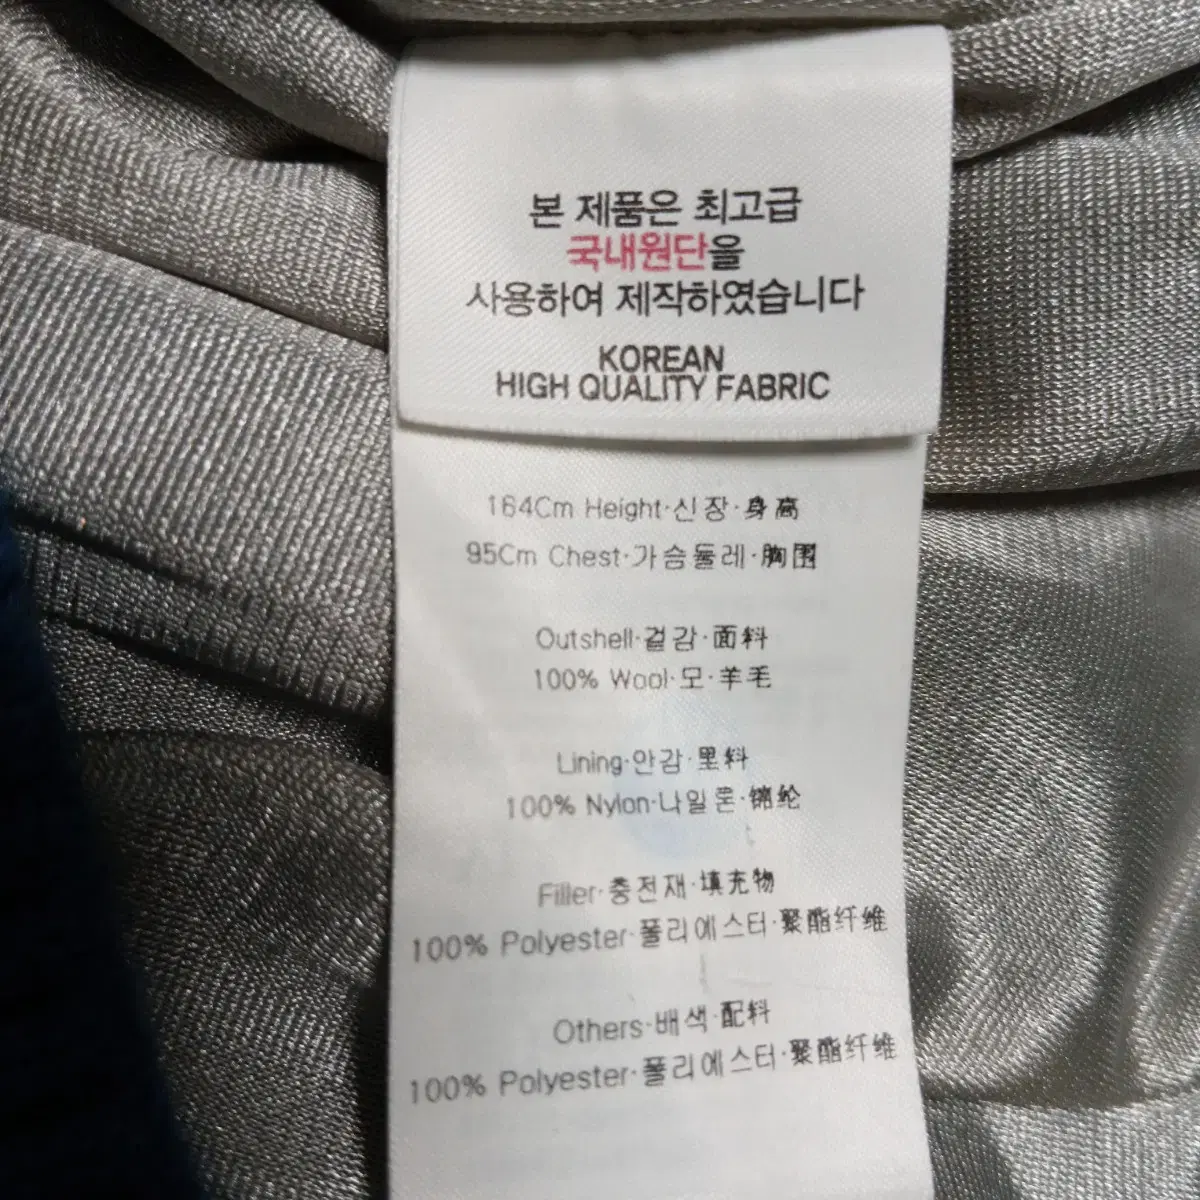 본 제품은 최고급
국내원단을
사용하여 제작하였습니다
KOREAN
HIGH QUALITY FABRIC
164Cm Height·신장·身高
95Cm Chest·가슴둘레·胸围
Outshell·겉감·面料
100% Wool·모·羊毛
Lining·안감·里料
100% Nylon·나일론·锦纶
Filler·충전재·填充物
100% Polyester·폴리에스터·聚酯纤维
Others·배색·配料
100% Polyester·폴리에스터·聚酯纤维